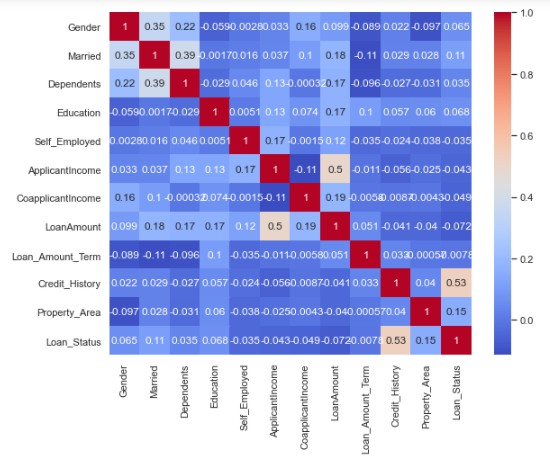 Gender 1 0.35 0.22 -0.059 0.0028 0.033 0.16 0.099 -0.089 0.022 -0.097 0.065
Married 0.35 1 0.39 0.0017 0.016 0.037 0.1 0.18 -0.11 0.029 0.028 0.11
Dependents 0.22 0.39 1 -0.029 0.046 0.13 -0.00032 0.17 -0.096 -0.027 -0.031 0.035
Education -0.059 0.0017 -0.029 1 0.0051 0.13 0.074 0.17 0.1 0.057 0.06 0.068
Self_Employed 0.0028 0.016 0.046 0.0051 1 0.17 -0.0015 0.12 -0.035 -0.024 -0.038 -0.035
ApplicantIncome 0.033 0.037 0.13 0.13 0.17 1 -0.11 0.5 -0.011 -0.056 -0.025 -0.043
CoapplicantIncome 0.16 0.1 -0.00032 0.074 -0.0015 -0.11 1 0.19 -0.0058 0.0087 0.0043 -0.049
LoanAmount 0.099 0.18 0.17 0.17 0.12 0.5 0.19 1 0.051 -0.041 -0.04 -0.072
Loan_Amount_Term -0.089 -0.11 -0.096 0.1 -0.035 -0.011 0.0058 0.051 1 0.033 0.00057 0.0078
Credit_History 0.022 0.029 -0.027 0.057 -0.024 -0.056 0.0087 0.041 0.033 1 0.04 0.53
Property_Area -0.097 0.028 -0.031 0.06 -0.038 -0.025 0.0043 -0.04 0.00057 0.04 1 0.15
Loan_Status 0.065 0.11 0.035 0.068 -0.035 -0.043 -0.049 -0.072 0.53 0.15 1
Gender
Married
Dependents
Education
Self_Employed
ApplicantIncome
CoapplicantIncome
LoanAmount
Loan_Amount_Term
Credit_History
Property_Area
Loan_Status
1.0
0.8
0.6
0.4
0.2
0.0